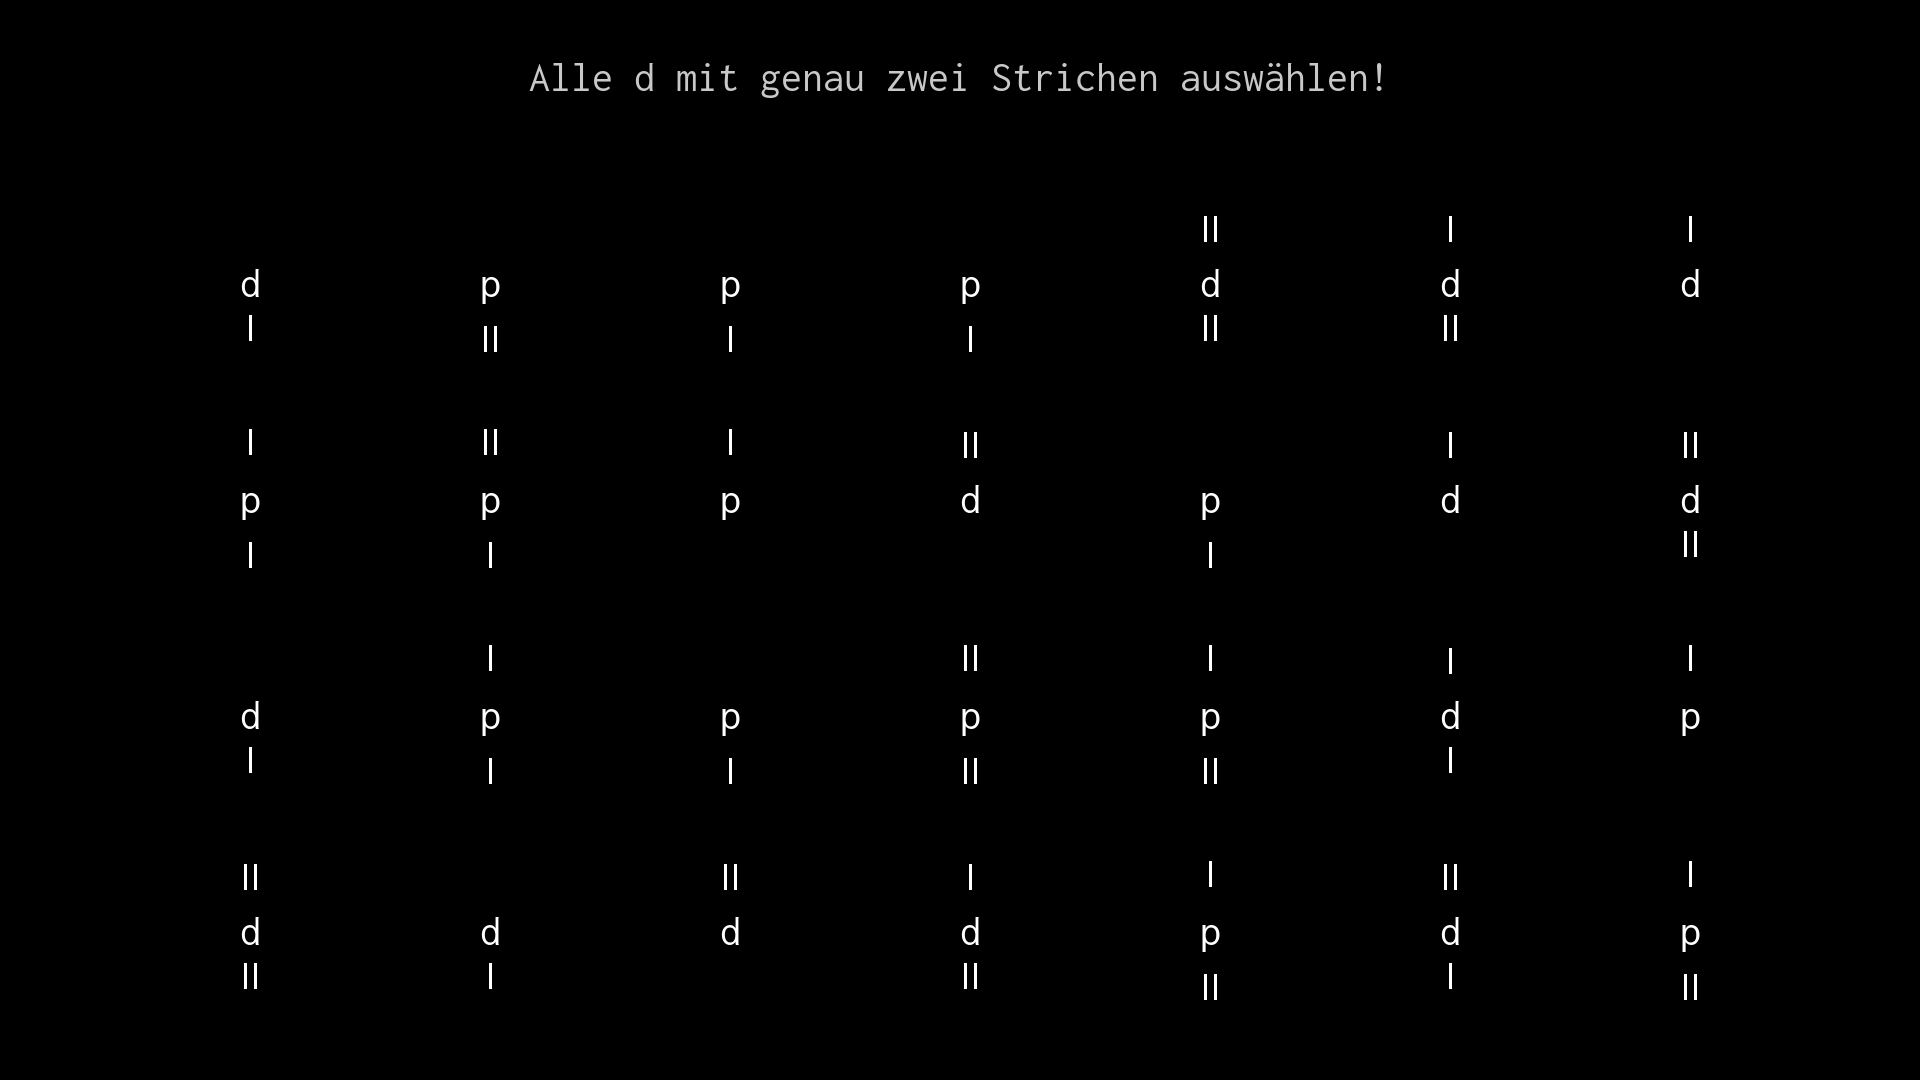 Alle d mit genau zwei Strichen auswählen!
|| | |
d p p p d d d
| || | | || ||
| || | || | ||
p p p d p d d
| | | ||
| || | | |
d p p p p d p
| | | || || |
|| || | | || |
d d d d p d p
|| | || || | ||